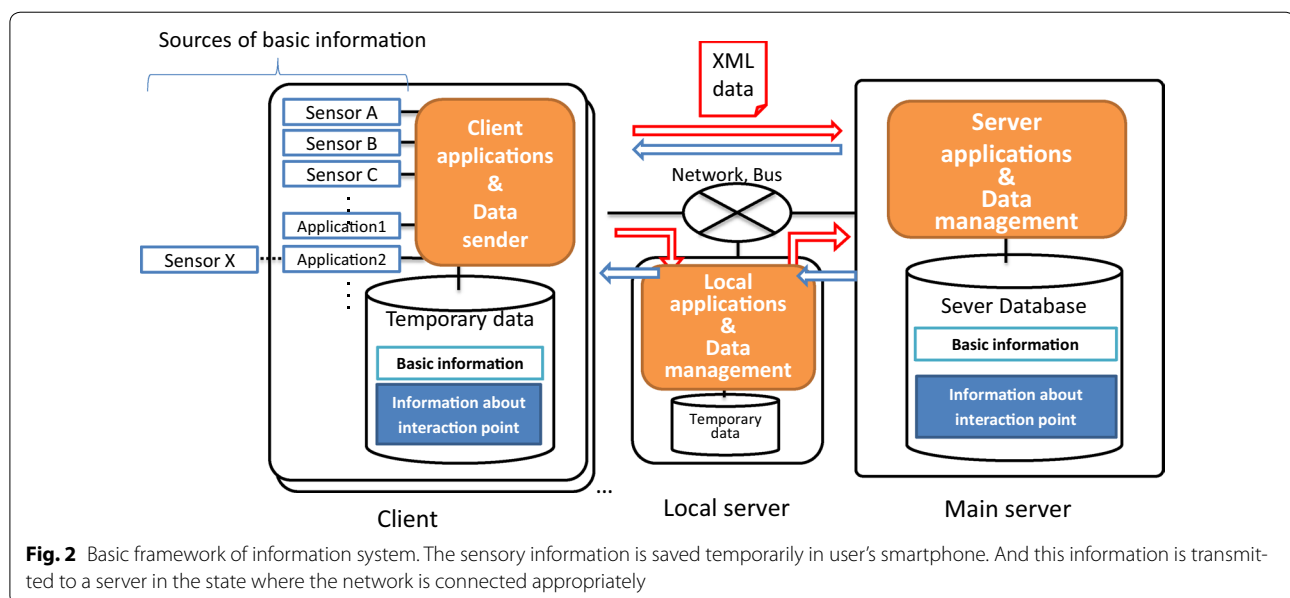 Sources of basic information
Sensor A
Sensor B
Sensor C
Application1
Application2
Sensor X
Client
applications
&
Data
sender
Temporary data
Basic information
Information about
interaction point
...
Client
XML
data
Network, Bus
Local
applications
&
Data
management
Temporary
data
Local server
Server
applications
&
Data
management
Sever Database
Basic information
Information about
interaction point
Main server
Fig. 2 Basic framework of information system. The sensory information is saved temporarily in user's smartphone. And this information is transmit-
ted to a server in the state where the network is connected appropriately